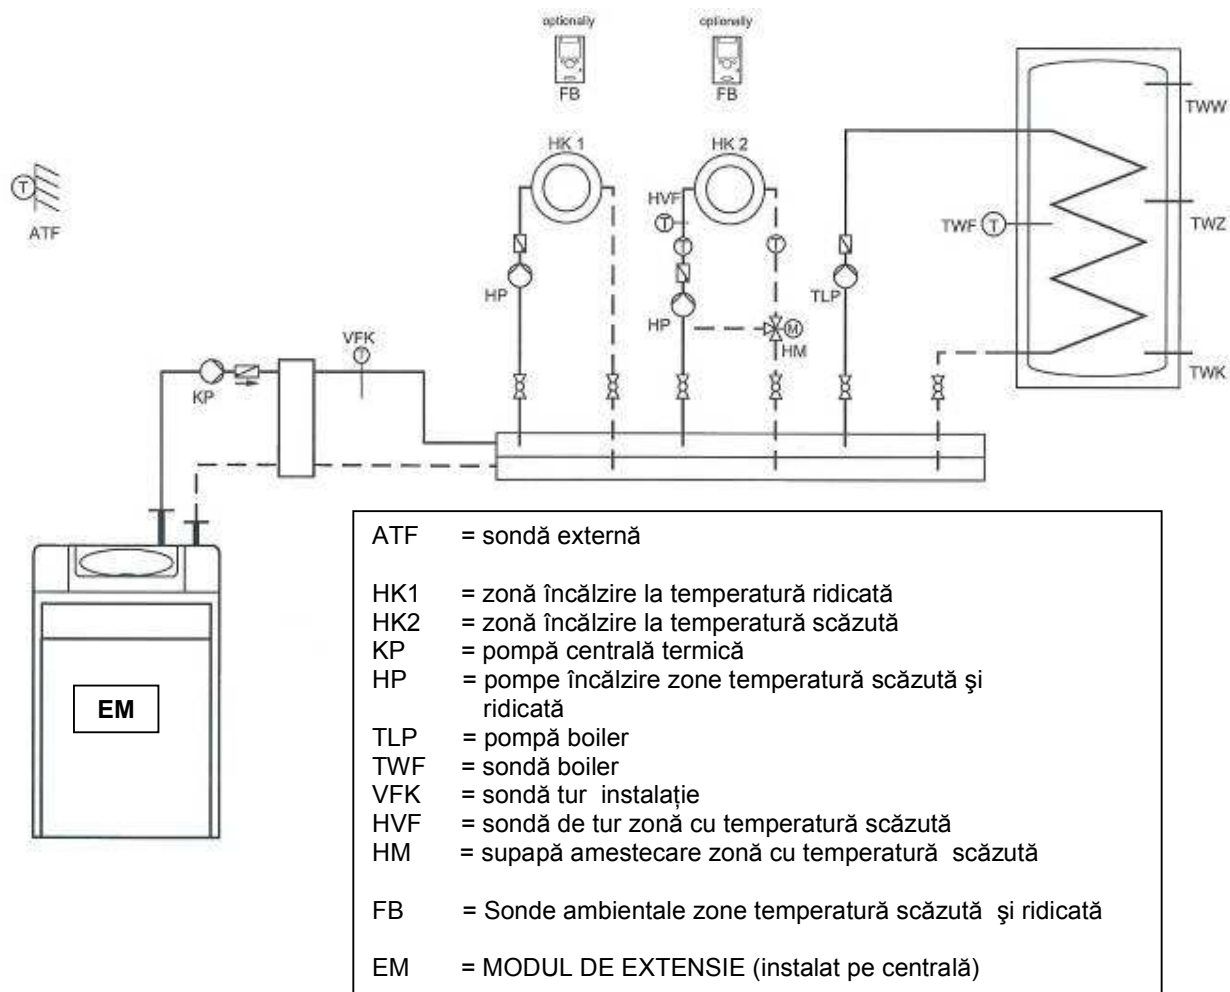 optionally
optionally
FB
FB
HK 1
HK 2
TWW
T
ATF
HVF
T
T
T
TWF
T
TWZ
HP
HP
M
HM
TLP
VFK
T
KP
TWK
EM
ATF = sondă externă
HK1 = zonă încălzire la temperatură ridicată
HK2 = zonă încălzire la temperatură scăzută
KP = pompă centrală termică
HP = pompe încălzire zone temperatură scăzută şi
ridicată
TLP = pompă boiler
TWF = sondă boiler
VFK = sondă tur instalație
HVF = sondă de tur zonă cu temperatură scăzută
HM = supapă amestecare zonă cu temperatură scăzută
FB = Sonde ambientale zone temperatură scăzută şi ridicată
EM = MODUL DE EXTENSIE (instalat pe centrală)